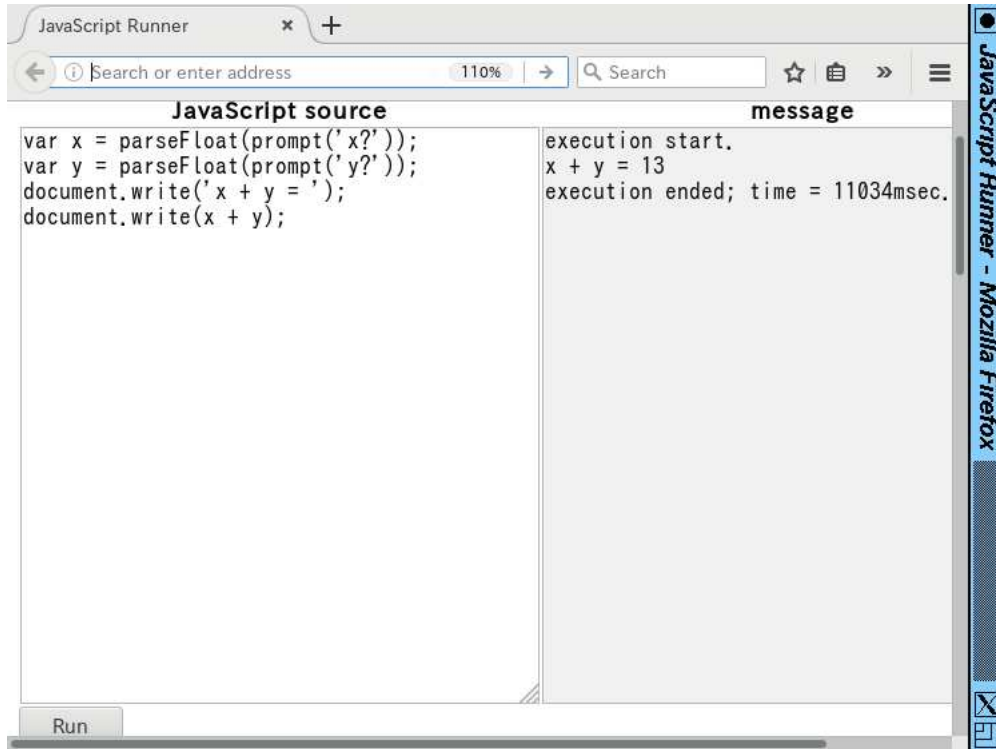 JavaScript Runner
Search or enter address
110%
Search
JavaScript source
var x = parseFloat(prompt('x?'));
var y = parseFloat(prompt('y?'));
document.write('x + y = ');
document.write(x + y);
message
execution start.
x + y = 13
execution ended; time = 11034msec.
Run
JavaScript Runner - Mozilla Firefox